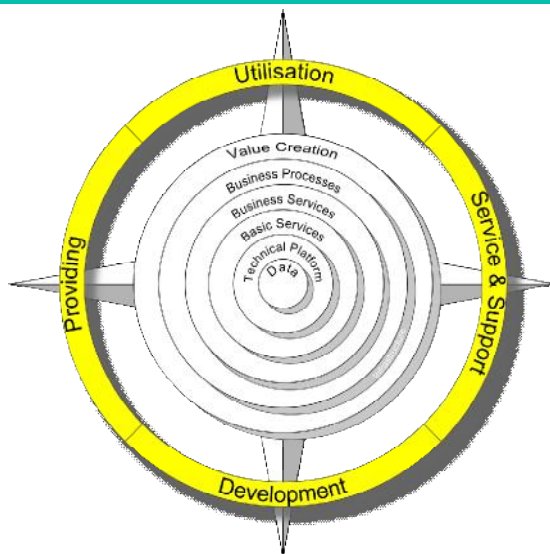 Utilisation
Value Creation
Business Processes
Business Services
Basic Services
Technical Platform
Data
Providing
Service & Support
Development